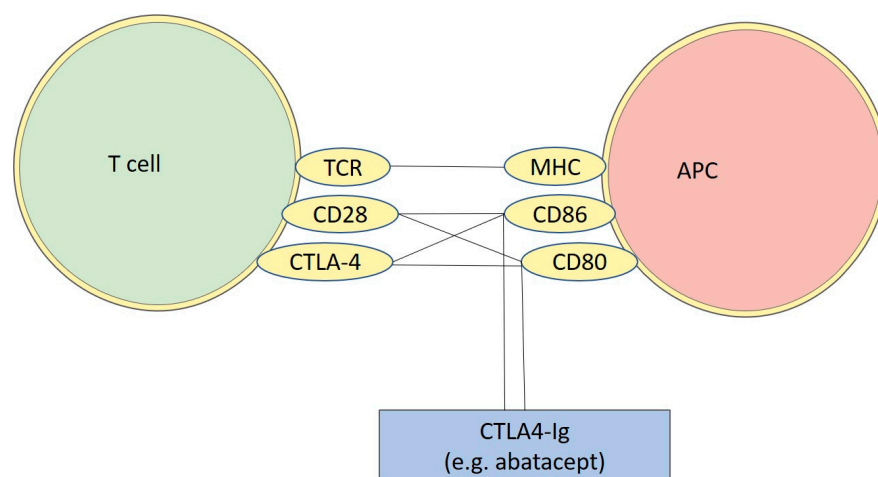 T cell
TCR
MHC
APC
CD28
CD86
CTLA-4
CD80
CTLA4-Ig
(e.g. abatacept)